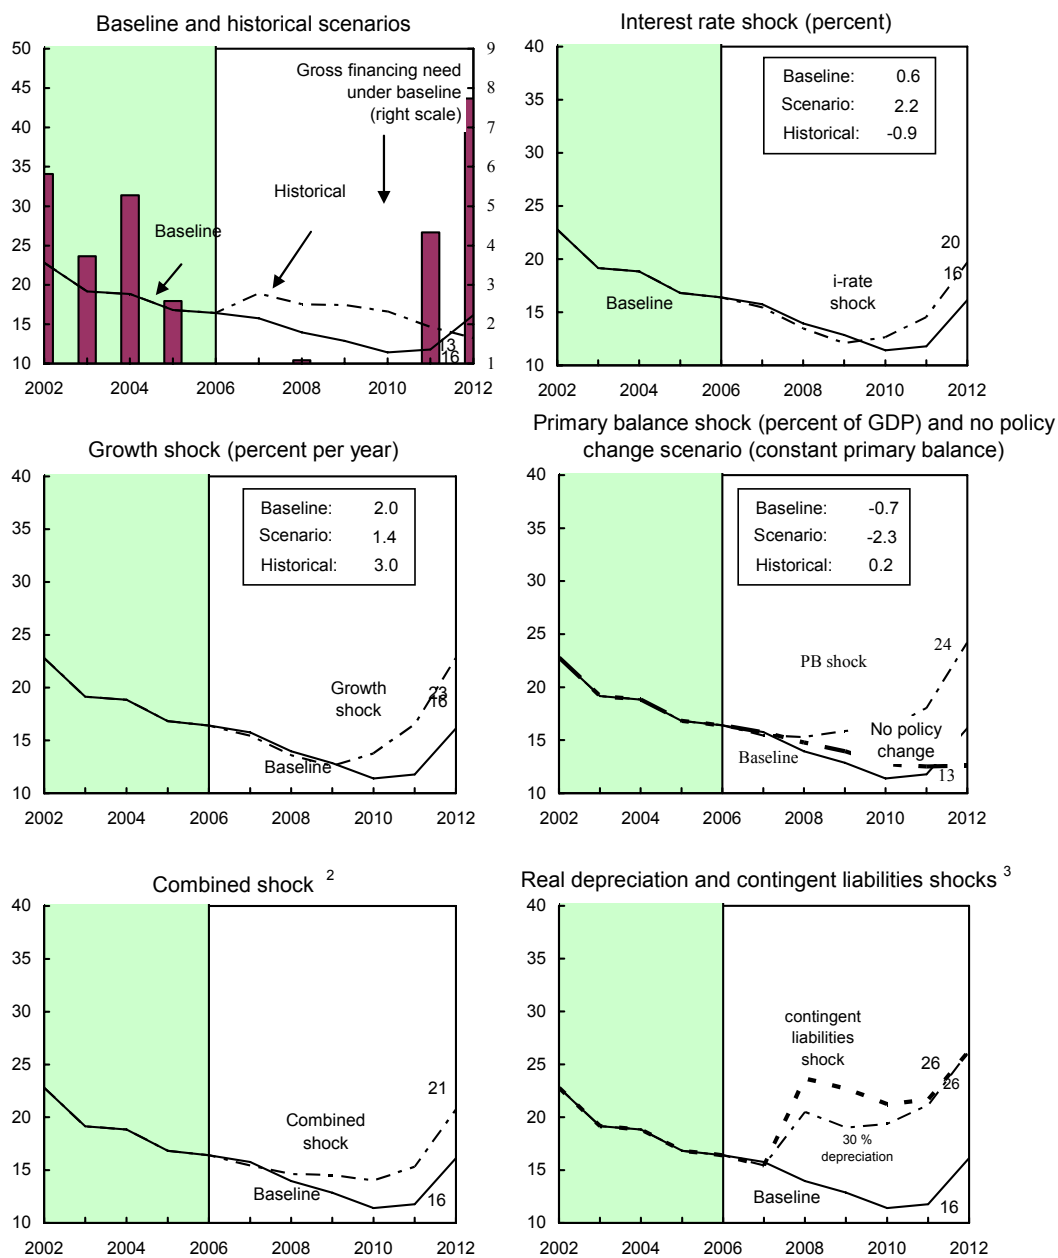 Baseline and historical scenarios
50
45
40
35
30
25
20
15
10
9
8
7
6
5
4
3
2
1
Gross financing need
under baseline
(right scale)
Historical
Baseline
13
16
2002 2004 2006 2008 2010 2012
Interest rate shock (percent)
40
35
30
25
20
15
10
Baseline: 0.6
Scenario: 2.2
Historical: -0.9
20
16
i-rate
shock
Baseline
2002 2004 2006 2008 2010 2012
Growth shock (percent per year)
40
35
30
25
20
15
10
Baseline: 2.0
Scenario: 1.4
Historical: 3.0
Growth
shock
23
16
Baseline
2002 2004 2006 2008 2010 2012
Primary balance shock (percent of GDP) and no policy
change scenario (constant primary balance)
40
35
30
25
20
15
10
Baseline: -0.7
Scenario: -2.3
Historical: 0.2
24
PB shock
No policy
change
Baseline
13
2002 2004 2006 2008 2010 2012
Combined shock 2
40
35
30
25
20
15
10
21
Combined
shock
Baseline
16
2002 2004 2006 2008 2010 2012
Real depreciation and contingent liabilities shocks 3
40
35
30
25
20
15
10
contingent
liabilities
shock
26
26
30 %
depreciation
Baseline
16
2002 2004 2006 2008 2010 2012